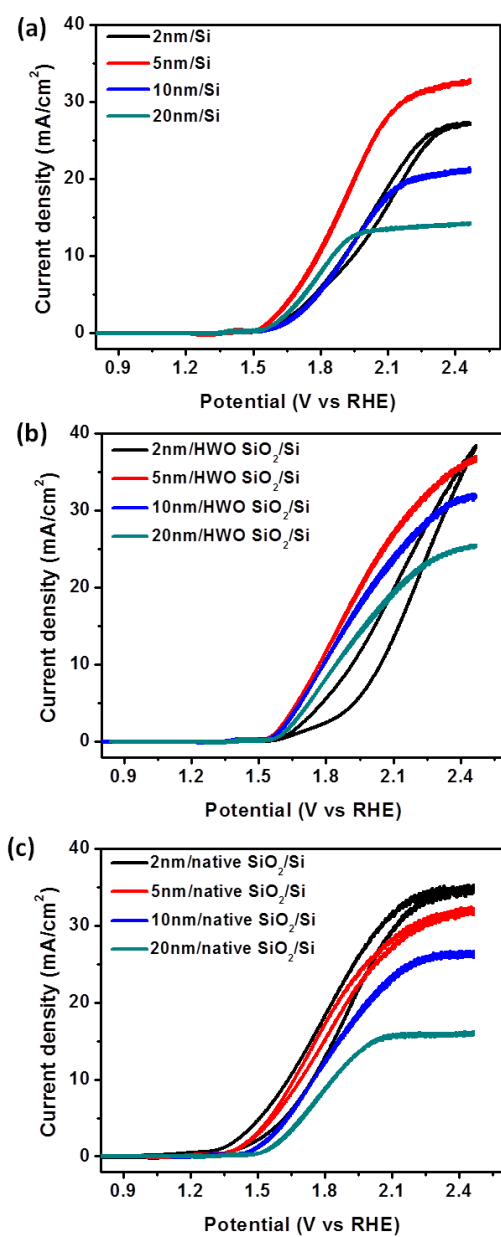 (a)
2nm/Si
5nm/Si
10nm/Si
20nm/Si
40
30
20
10
0
0.9 1.2 1.5 1.8 2.1 2.4
Current density (mA/cm²)
Potential (V vs RHE)
(b)
2nm/HWO SiO₂/Si
5nm/HWO SiO₂/Si
10nm/HWO SiO₂/Si
20nm/HWO SiO₂/Si
40
30
20
10
0
0.9 1.2 1.5 1.8 2.1 2.4
Current density (mA/cm²)
Potential (V vs RHE)
(c)
2nm/native SiO₂/Si
5nm/native SiO₂/Si
10nm/native SiO₂/Si
20nm/native SiO₂/Si
40
30
20
10
0
0.9 1.2 1.5 1.8 2.1 2.4
Current density (mA/cm²)
Potential (V vs RHE)